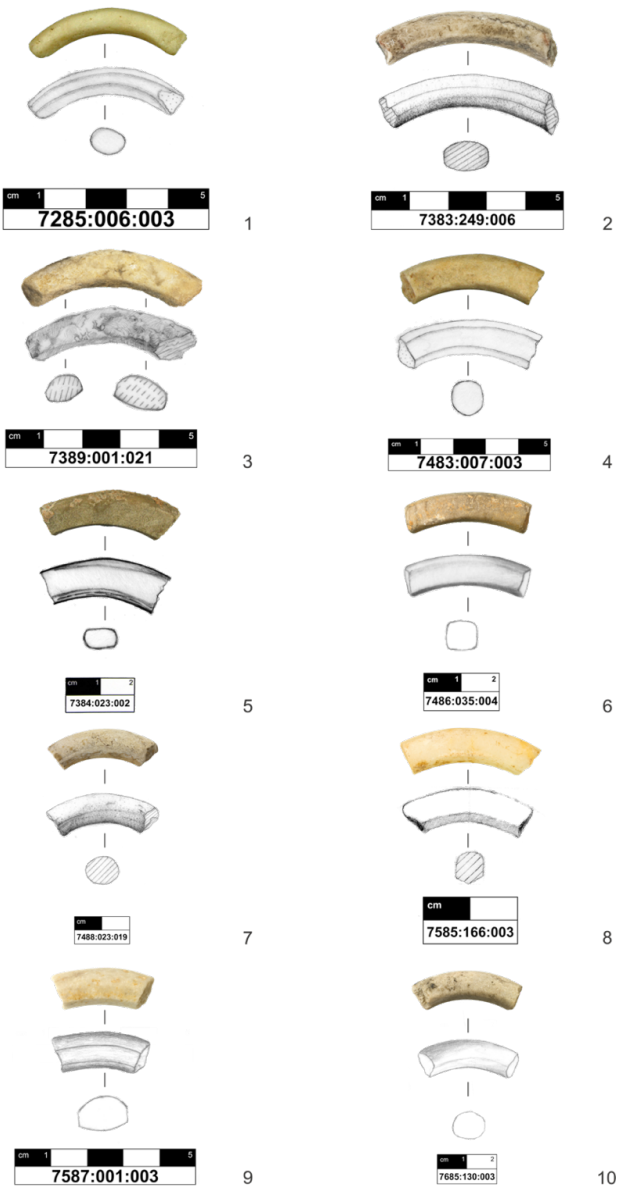 cm 1 5
7285:006:003
1
cm 1 5
7383:249:006
2
cm 1 5
7389:001:021
3
cm 1 5
7483:007:003
4
cm 1 2
7384:023:002
5
cm 1 2
7486:035:004
6
cm
7488:023:019
7
cm
7585:166:003
8
cm 1 5
7587:001:003
9
cm 1 2
7685:130:003
10